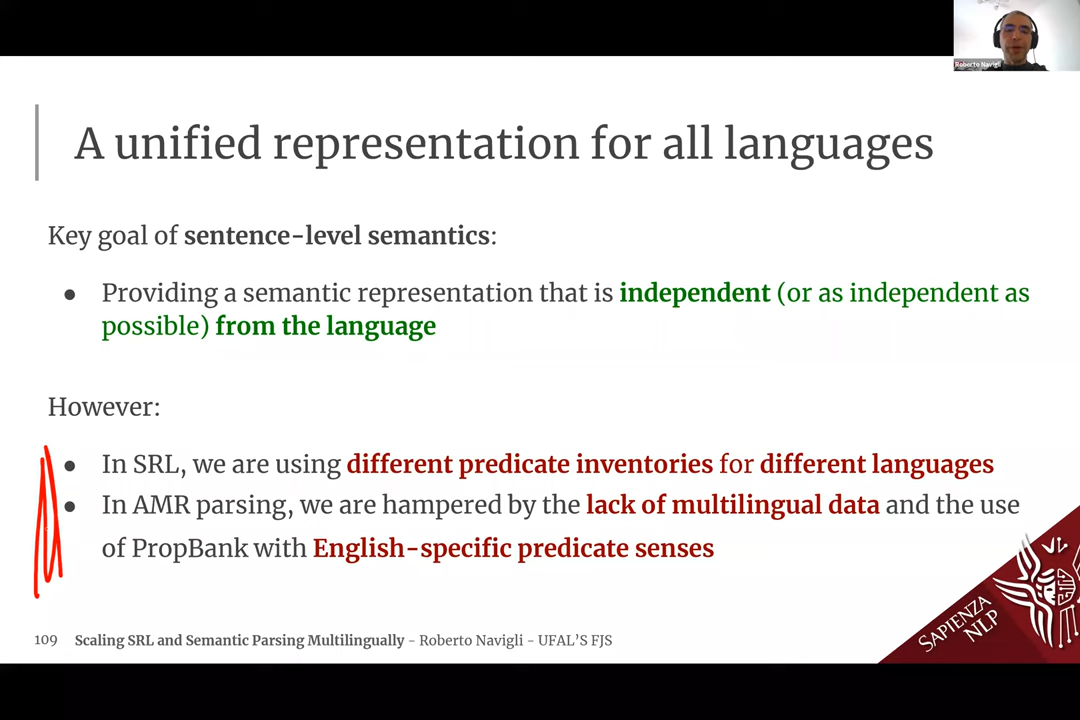 Roberto Navigli
A unified representation for all languages
Key goal of sentence-level semantics:
● Providing a semantic representation that is independent (or as independent as
possible) from the language
However:
● In SRL, we are using different predicate inventories for different languages
● In AMR parsing, we are hampered by the lack of multilingual data and the use
of PropBank with English-specific predicate senses
SAPIENZA
NLP
109 Scaling SRL and Semantic Parsing Multilingually - Roberto Navigli - UFAL'S FJS